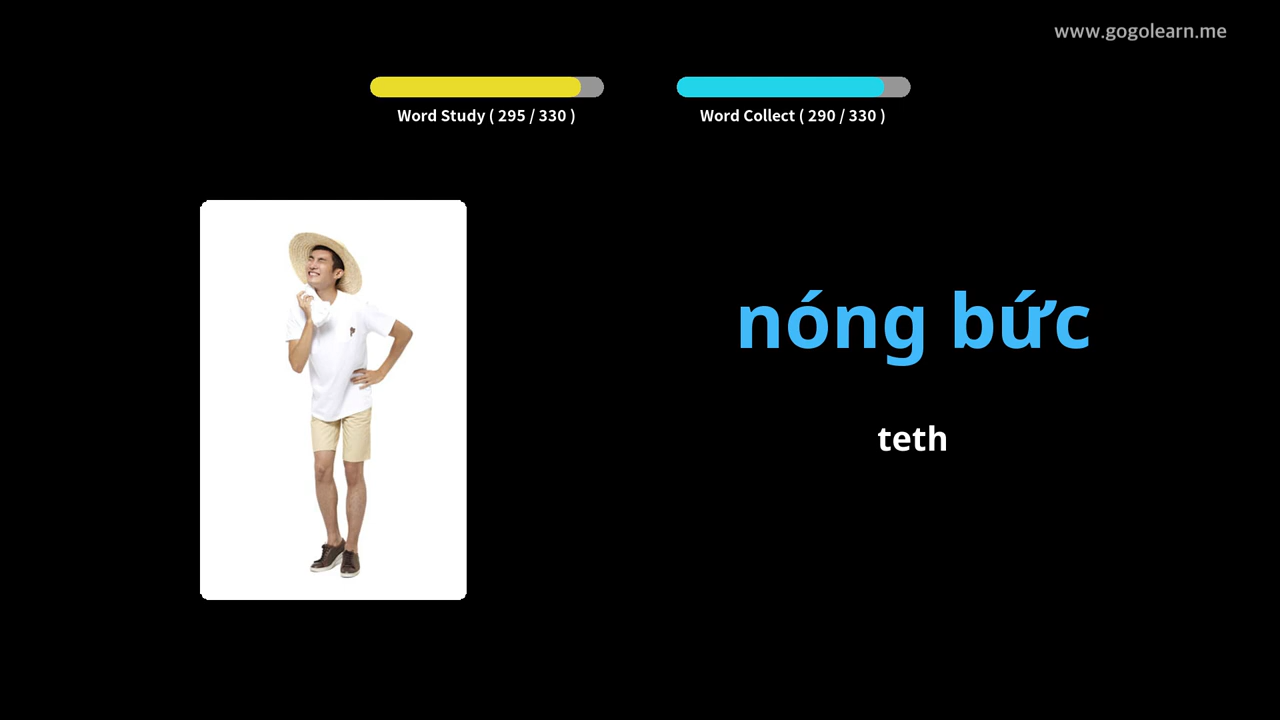 www.gogolearn.me
Word Study ( 295 / 330 )
Word Collect ( 290 / 330 )
nóng bức
teth